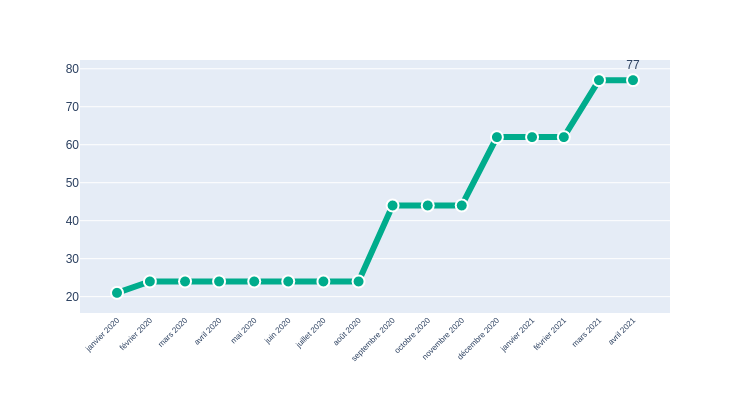 77
80
70
60
50
40
30
20
janvier 2020
février 2020
mars 2020
avril 2020
mai 2020
juin 2020
juillet 2020
août 2020
septembre 2020
octobre 2020
novembre 2020
décembre 2020
janvier 2021
février 2021
mars 2021
avril 2021